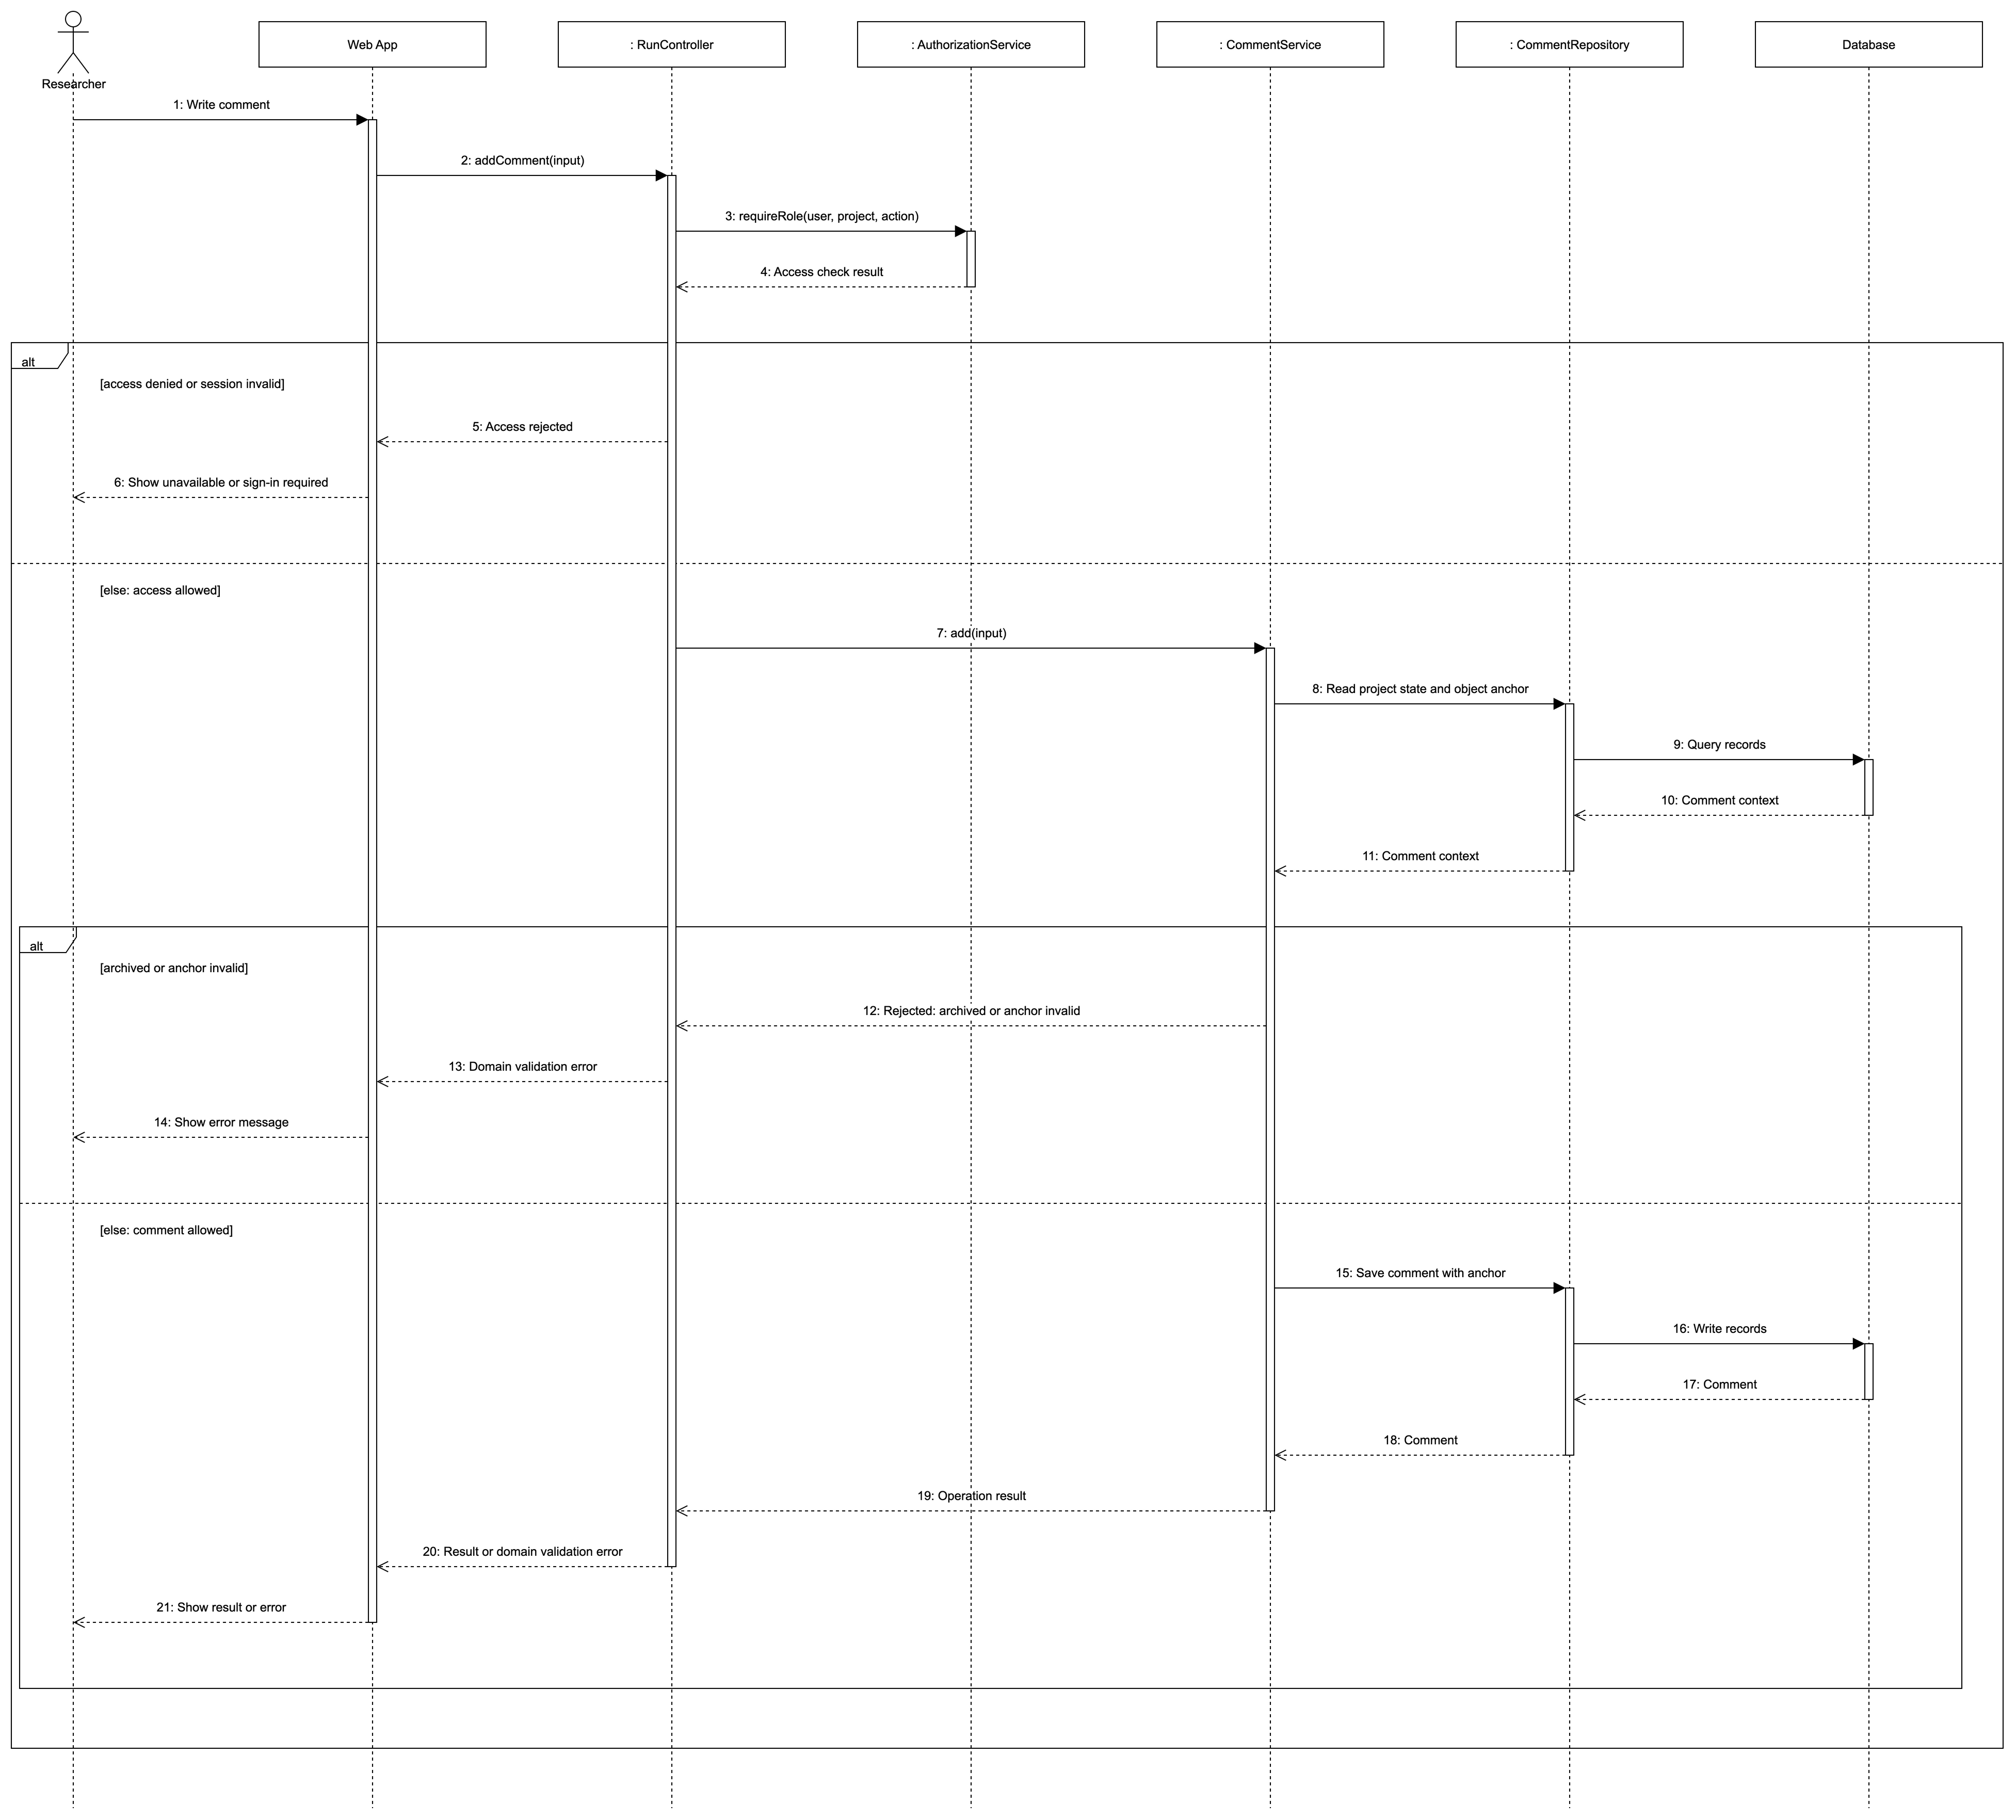 Researcher
Web App
: RunController
: AuthorizationService
: CommentService
: CommentRepository
Database
1: Write comment
2: addComment(input)
3: requireRole(user, project, action)
4: Access check result
alt
[access denied or session invalid]
5: Access rejected
6: Show unavailable or sign-in required
[else: access allowed]
7: add(input)
8: Read project state and object anchor
9: Query records
10: Comment context
11: Comment context
alt
[archived or anchor invalid]
12: Rejected: archived or anchor invalid
13: Domain validation error
14: Show error message
[else: comment allowed]
15: Save comment with anchor
16: Write records
17: Comment
18: Comment
19: Operation result
20: Result or domain validation error
21: Show result or error